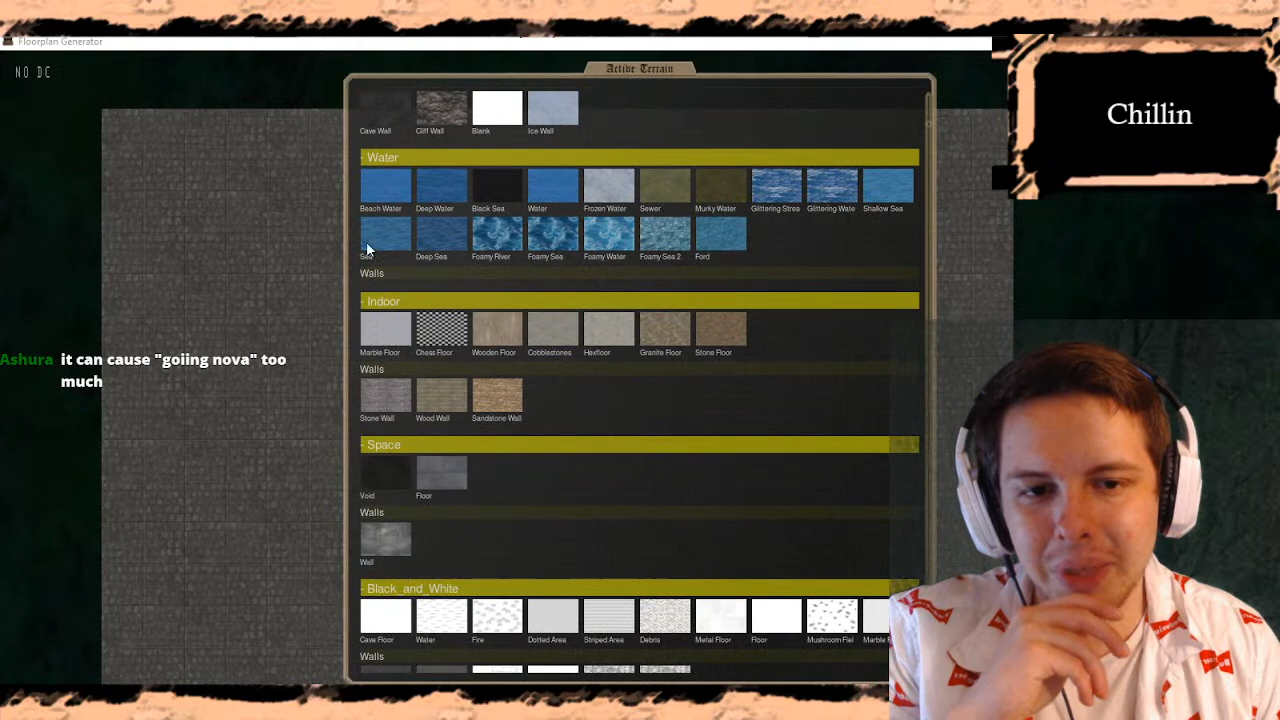 Floorplan Generator
NO DC
Active Terrain
Chillin
Cave Wall Cliff Wall Blank Ice Wall
- Water
Beach Water Deep Water Black Sea Water Frozen Water Sewer Murky Water Glittering Strea Glittering Wate Shallow Sea
Sea Deep Sea Foamy River Foamy Sea Foamy Water Foamy Sea 2 Ford
Walls
- Indoor
Marble Floor Chess Floor Wooden Floor Cobblestones Hexfloor Granite Floor Stone Floor
Ashura it can cause "goiing nova" too
much
Walls
Stone Wall Wood Wall Sandstone Wall
- Space
Void Floor
Walls
Wall
- Black_and_White
Cave Floor Water Fire Dotted Area Striped Area Debris Metal Floor Floor Mushroom Fiel Marble F
Walls